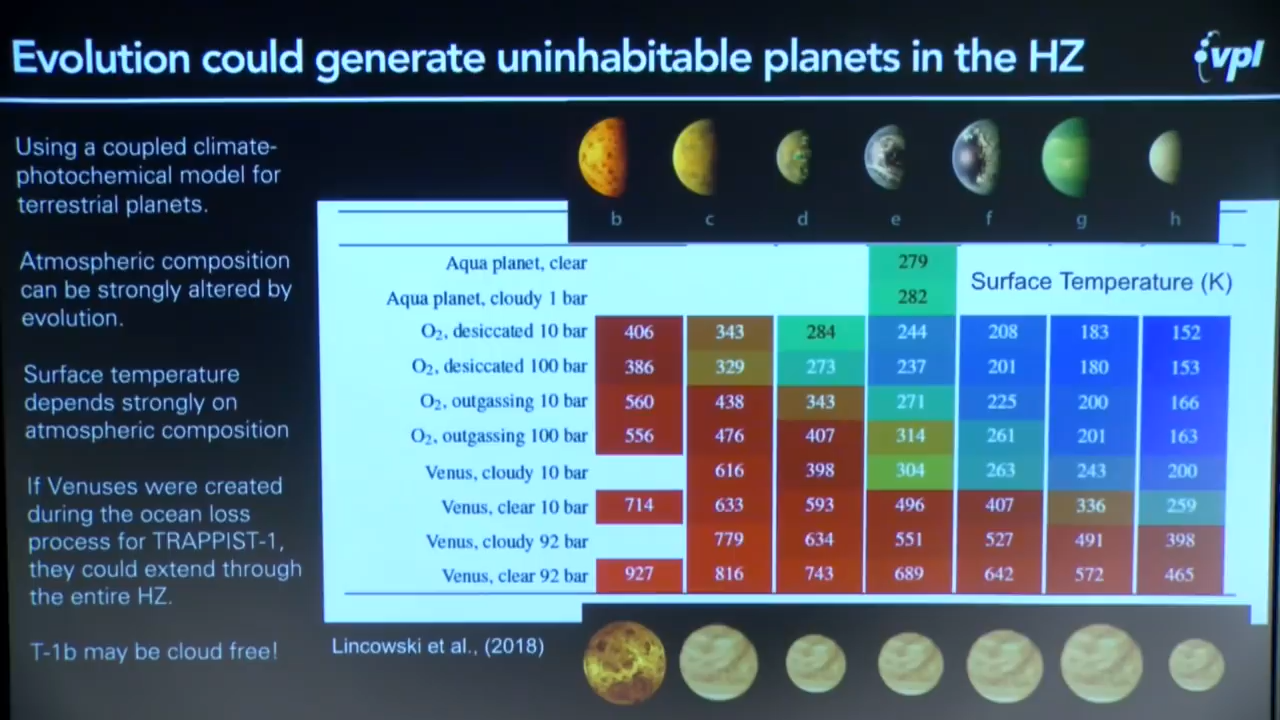 Evolution could generate uninhabitable planets in the HZ
vpl
Using a coupled climate-
photochemical model for
terrestrial planets.
Atmospheric composition
can be strongly altered by
evolution.
Surface temperature
depends strongly on
atmospheric composition
If Venuses were created
during the ocean loss
process for TRAPPIST-1,
they could extend through
the entire HZ.
T-1b may be cloud free!
b c d e f g h
Surface Temperature (K)
Aqua planet, clear 279
Aqua planet, cloudy 1 bar 282
O₂, desiccated 10 bar 406 343 284 244 208 183 152
O₂, desiccated 100 bar 386 329 273 237 201 180 153
O₂, outgassing 10 bar 560 438 343 271 225 200 166
O₂, outgassing 100 bar 556 476 407 314 261 201 163
Venus, cloudy 10 bar 616 398 304 263 243 200
Venus, clear 10 bar 714 633 593 496 407 336 259
Venus, cloudy 92 bar 779 634 551 527 491 398
Venus, clear 92 bar 927 816 743 689 642 572 465
Lincowski et al., (2018)